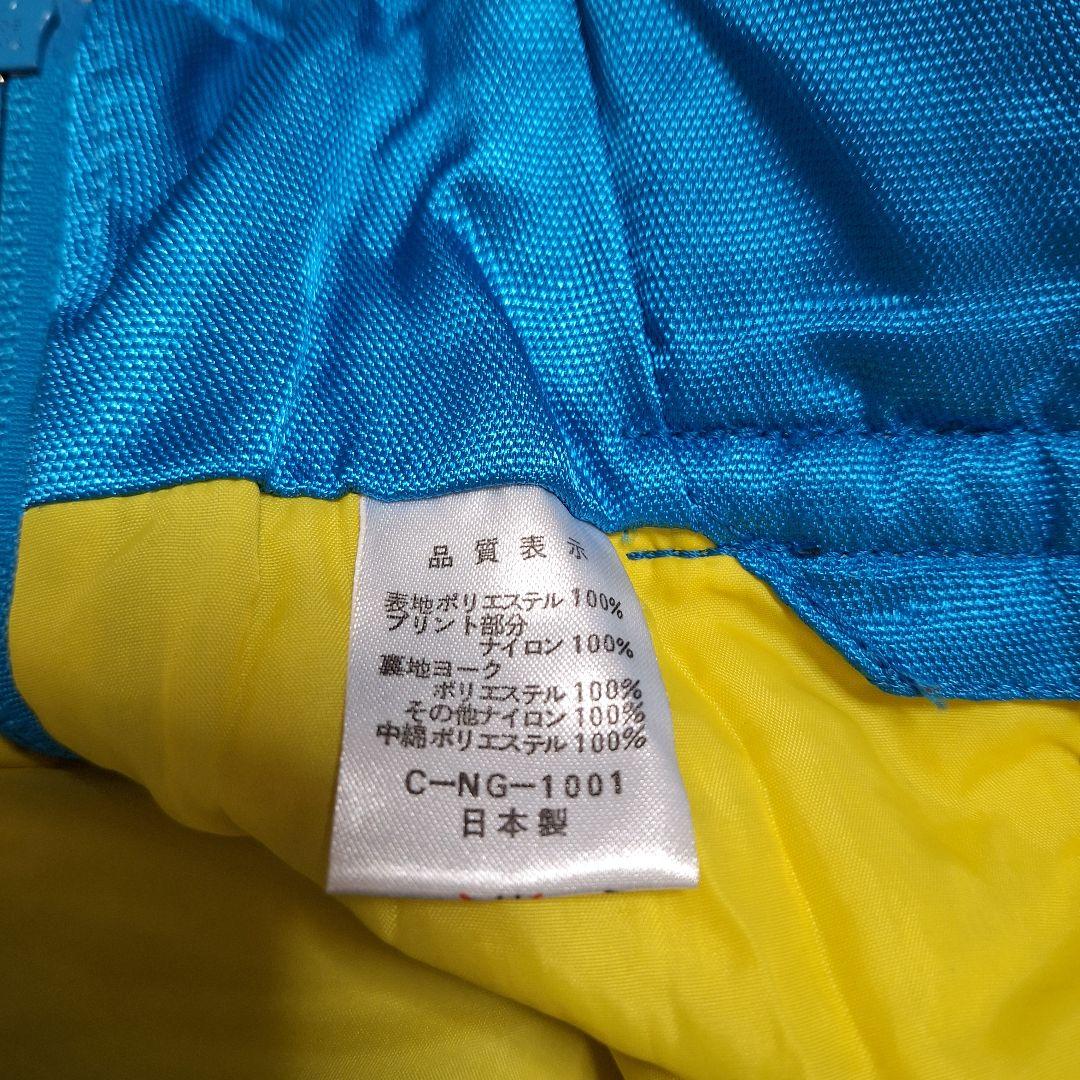 品質表示
表地ポリエステル100%
プリント部分
ナイロン100%
裏地ヨーク
ポリエステル100%
その他ナイロン100%
中綿ポリエステル100%
C-NG-1001
日本製